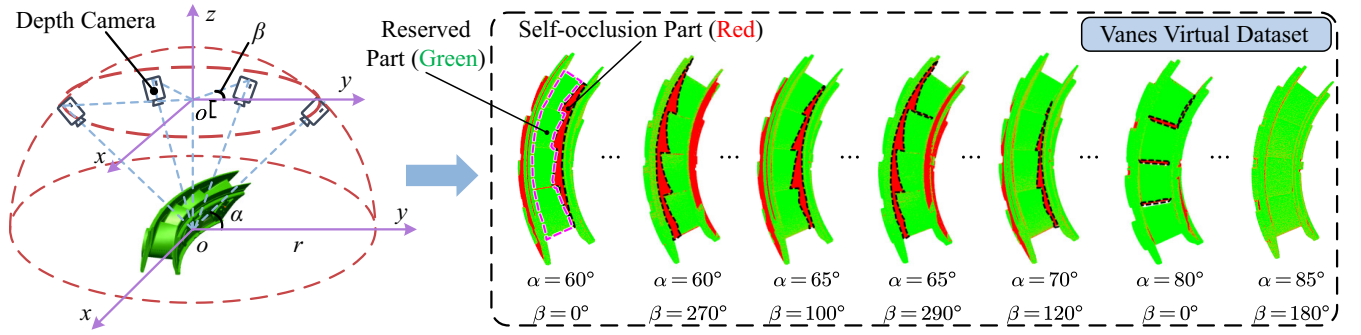 Depth Camera
z
β
o
y
x
α
o
r
y
x
Reserved
Part (Green)
Self-occlusion Part (Red)
Vanes Virtual Dataset
... ... ... ... ... ...
α = 60° α = 60° α = 65° α = 65° α = 70° α = 80° α = 85°
β = 0° β = 270° β = 100° β = 290° β = 120° β = 0° β = 180°